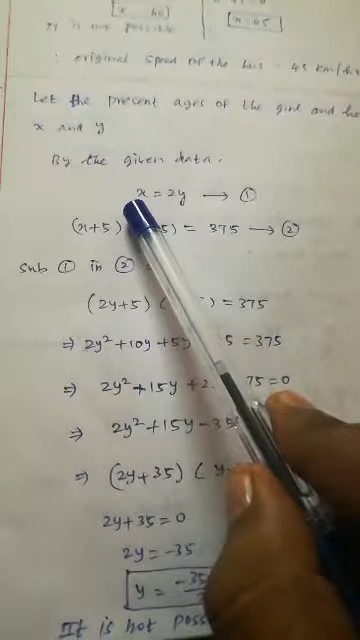 x = 40
It is not possible
x = 45
∴ original speed of the bus = 45 km/hr
Let the present ages of the girl and
x and y
By the given data.
x = 2y → ①
(x+5) 5) = 375 → ②
Sub ① in ②
(2y+5) ( ) = 375
⇒ 2y² + 10y + 5y 5 = 375
⇒ 2y² + 15y + 2 75 = 0
⇒ 2y² + 15y - 35
⇒ (2y+35) (y-
2y+35 = 0
2y = -35
y = -35
It is not